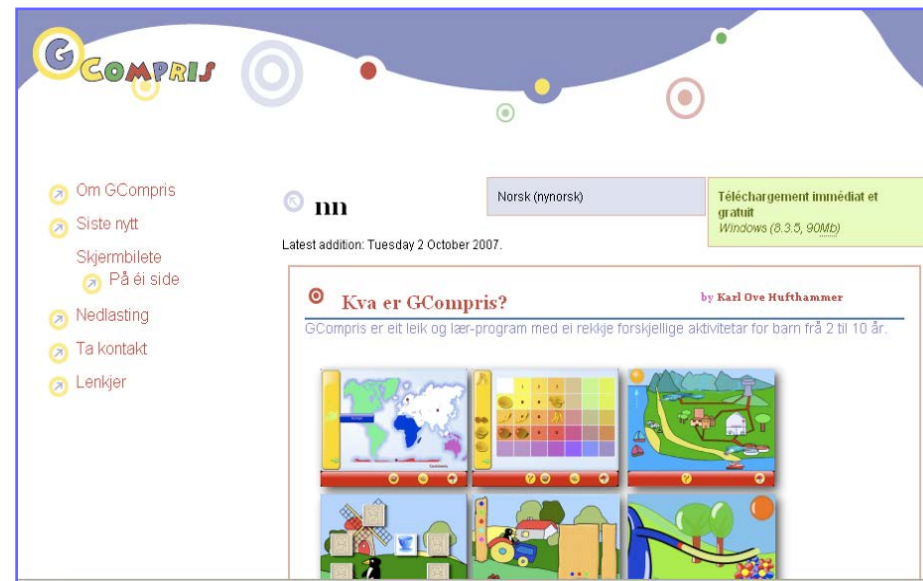 GCOMPRIS
Om GCompris
Siste nytt
Skjermbilete
På éi side
Nedlasting
Ta kontakt
Lenkjer
nn
Norsk (nynorsk)
Téléchargement immédiat et
gratuit
Windows (8.3.5, 90Mb)
Latest addition: Tuesday 2 October 2007.
Kva er GCompris?
by Karl Ove Hufthammer
GCompris er eit leik og lær-program med ei rekkje forskjellige aktivitetar for barn frå 2 til 10 år.